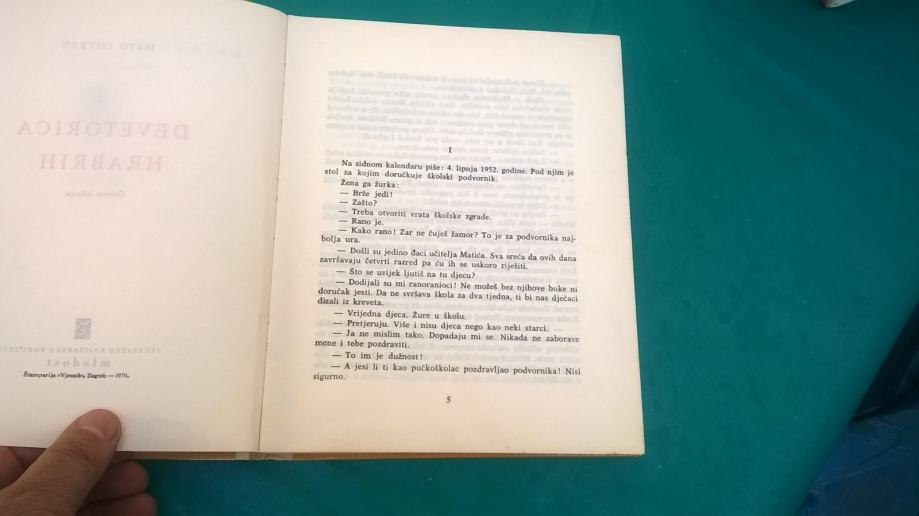 Štamparija »Vjesnik«, Zagreb — 1970.
I
Na zidnom kalendaru piše: 4. lipnja 1952. godine. Pod njim je
stol za kojim doručkuje školski podvornik.
Žena ga žurka:
— Brže jedi!
— Zašto?
— Treba otvoriti vrata školske zgrade.
— Rano je.
— Kako rano! Zar ne čuješ žamor? To je za podvornika naj-
bolja ura.
— Došli su jedino đaci učitelja Matića. Sva sreća da ovih dana
završavaju četvrti razred pa ću ih se uskoro riješiti.
— Što se uvijek ljutiš na tu djecu?
— Dodijali su mi ranoranioci! Ne možeš bez njihove buke ni
doručak jesti. Da ne svršava škola za dva tjedna, ti bi nas dječaci
dizali iz kreveta.
— Vrijedna djeca. Žure u školu.
— Pretjeruju. Više i nisu djeca nego kao neki starci.
— Ja ne mislim tako. Dopadaju mi se. Nikada ne zaborave
mene i tebe pozdraviti.
— To im je dužnost!
— A jesi li ti kao pučkoškolac pozdravljao podvornika! Nisi
sigurno.
5